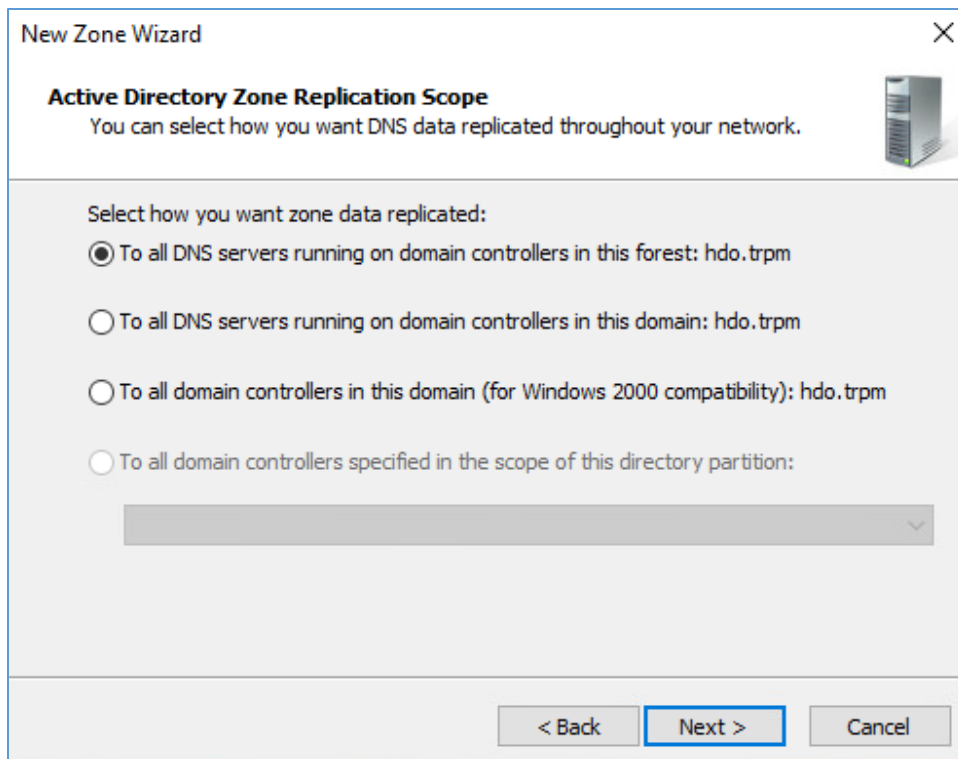 New Zone Wizard
Active Directory Zone Replication Scope
You can select how you want DNS data replicated throughout your network.
Select how you want zone data replicated:
To all DNS servers running on domain controllers in this forest: hdo.trpm
To all DNS servers running on domain controllers in this domain: hdo.trpm
To all domain controllers in this domain (for Windows 2000 compatibility): hdo.trpm
To all domain controllers specified in the scope of this directory partition:
< Back Next > Cancel